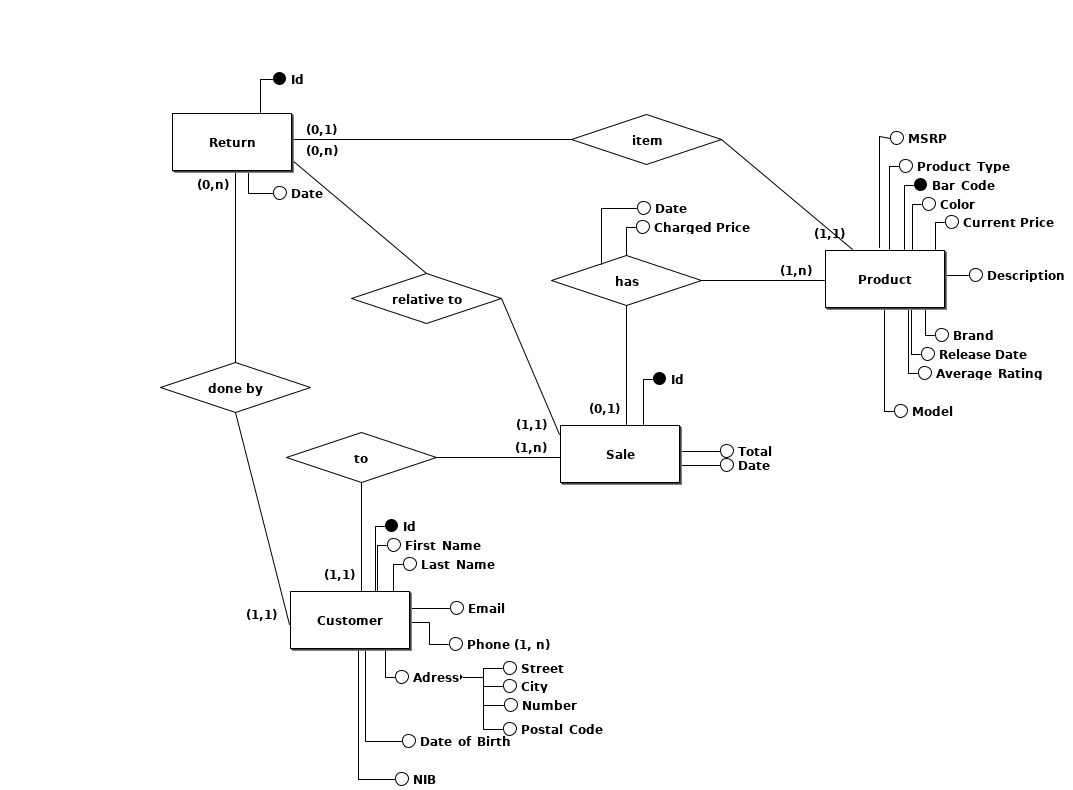 Id
Return
(0,1)
(0,n)
(0,n)
Date
item
MSRP
Product Type
Bar Code
Color
Current Price
(1,1)
Date
Charged Price
has
(1,n)
Product
Description
Brand
Release Date
Average Rating
Model
relative to
done by
Id
(0,1)
(1,1)
(1,n)
Sale
Total
Date
to
Id
First Name
Last Name
(1,1)
(1,1)
Customer
Email
Phone (1, n)
Adress
Street
City
Number
Postal Code
Date of Birth
NIB